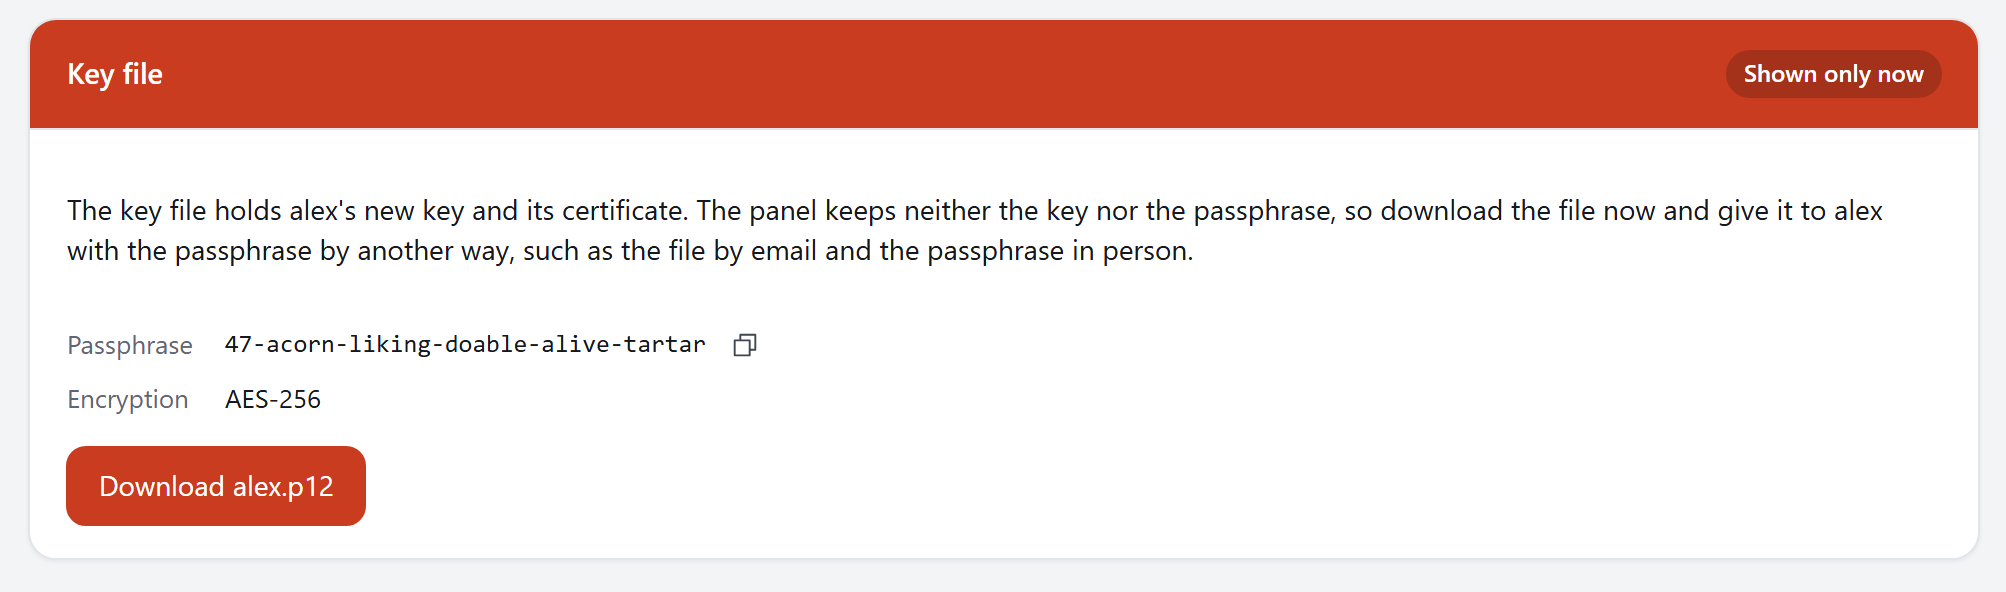 Key file
Shown only now
The key file holds alex's new key and its certificate. The panel keeps neither the key nor the passphrase, so download the file now and give it to alex
with the passphrase by another way, such as the file by email and the passphrase in person.
Passphrase 47-acorn-liking-doable-alive-tartar
Encryption AES-256
Download alex.p12